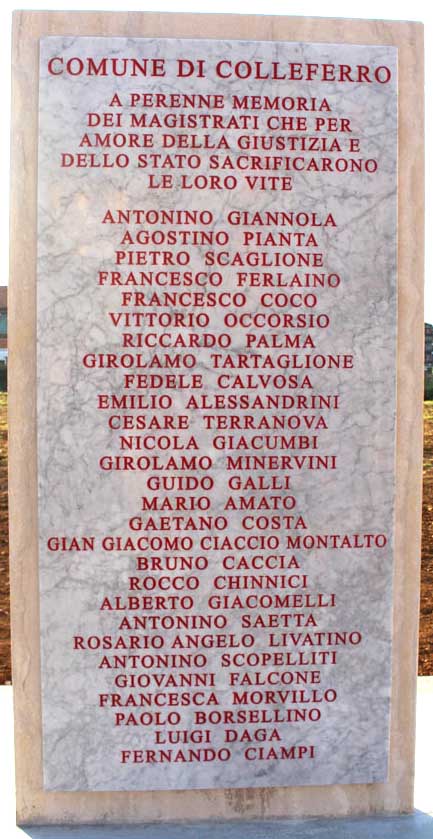 COMUNE DI COLLEFERRO
A PERENNE MEMORIA
DEI MAGISTRATI CHE PER
AMORE DELLA GIUSTIZIA E
DELLO STATO SACRIFICARONO
LE LORO VITE
ANTONINO GIANNOLA
AGOSTINO PIANTA
PIETRO SCAGLIONE
FRANCESCO FERLAINO
FRANCESCO COCO
VITTORIO OCCORSIO
RICCARDO PALMA
GIROLAMO TARTAGLIONE
FEDELE CALVOSA
EMILIO ALESSANDRINI
CESARE TERRANOVA
NICOLA GIACUMBI
GIROLAMO MINERVINI
GUIDO GALLI
MARIO AMATO
GAETANO COSTA
GIAN GIACOMO CIACCIO MONTALTO
BRUNO CACCIA
ROCCO CHINNICI
ALBERTO GIACOMELLI
ANTONINO SAETTA
ROSARIO ANGELO LIVATINO
ANTONINO SCOPELLITI
GIOVANNI FALCONE
FRANCESCA MORVILLO
PAOLO BORSELLINO
LUIGI DAGA
FERNANDO CIAMPI